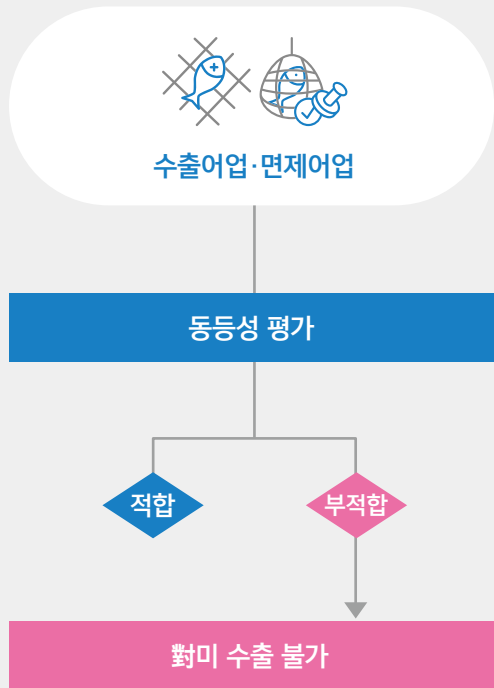 수출어업·면제어업
동등성 평가
적합
부적합
對미 수출 불가